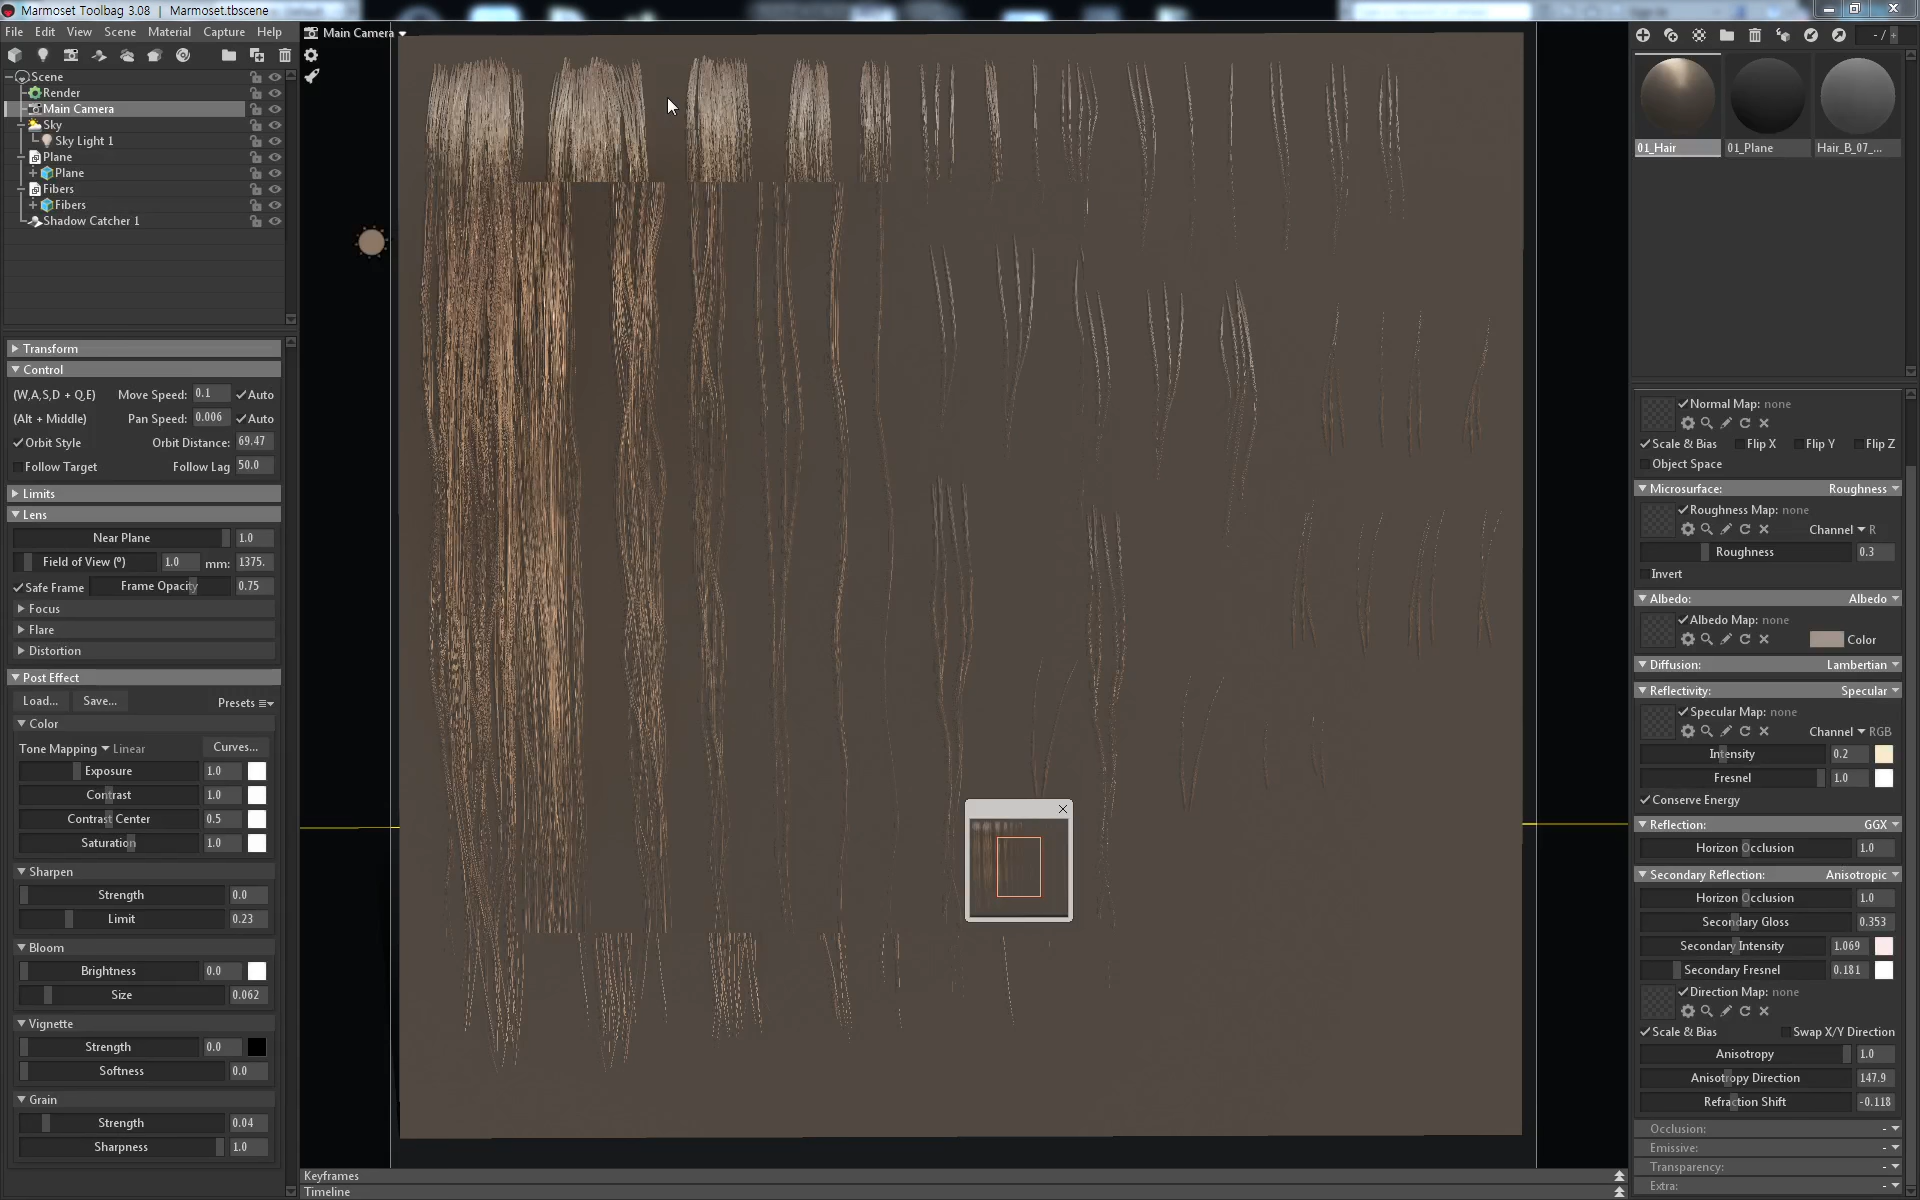 Marmoset Toolbag 3.08 | Marmoset.tbscene
File Edit View Scene Material Capture Help
Main Camera
- / +
Scene
Render
Main Camera
Sky
Sky Light 1
Plane
Plane
Fibers
Fibers
Shadow Catcher 1
Transform
Control
(W,A,S,D + Q,E) Move Speed: 0.1 Auto
(Alt + Middle) Pan Speed: 0.006 Auto
Orbit Style Orbit Distance: 69.47
Follow Target Follow Lag 50.0
Limits
Lens
Near Plane 1.0
Field of View (º) 1.0 mm: 1375.
Safe Frame Frame Opacity 0.75
Focus
Flare
Distortion
Post Effect
Load... Save... Presets
Color
Tone Mapping Linear Curves...
Exposure 1.0
Contrast 1.0
Contrast Center 0.5
Saturation 1.0
Sharpen
Strength 0.0
Limit 0.23
Bloom
Brightness 0.0
Size 0.062
Vignette
Strength 0.0
Softness 0.0
Grain
Strength 0.04
Sharpness 1.0
Keyframes
Timeline
01_Hair 01_Plane Hair_B_07_...
Normal Map: none
Scale & Bias Flip X Flip Y Flip Z
Object Space
Microsurface: Roughness
Roughness Map: none
Channel R
Roughness 0.3
Invert
Albedo: Albedo
Albedo Map: none
Color
Diffusion: Lambertian
Reflectivity: Specular
Specular Map: none
Channel RGB
Intensity 0.2
Fresnel 1.0
Conserve Energy
Reflection: GGX
Horizon Occlusion 1.0
Secondary Reflection: Anisotropic
Horizon Occlusion 1.0
Secondary Gloss 0.353
Secondary Intensity 1.069
Secondary Fresnel 0.181
Direction Map: none
Scale & Bias Swap X/Y Direction
Anisotropy 1.0
Anisotropy Direction 147.9
Refraction Shift -0.118
Occlusion: -
Emissive: -
Transparency: -
Extra: -